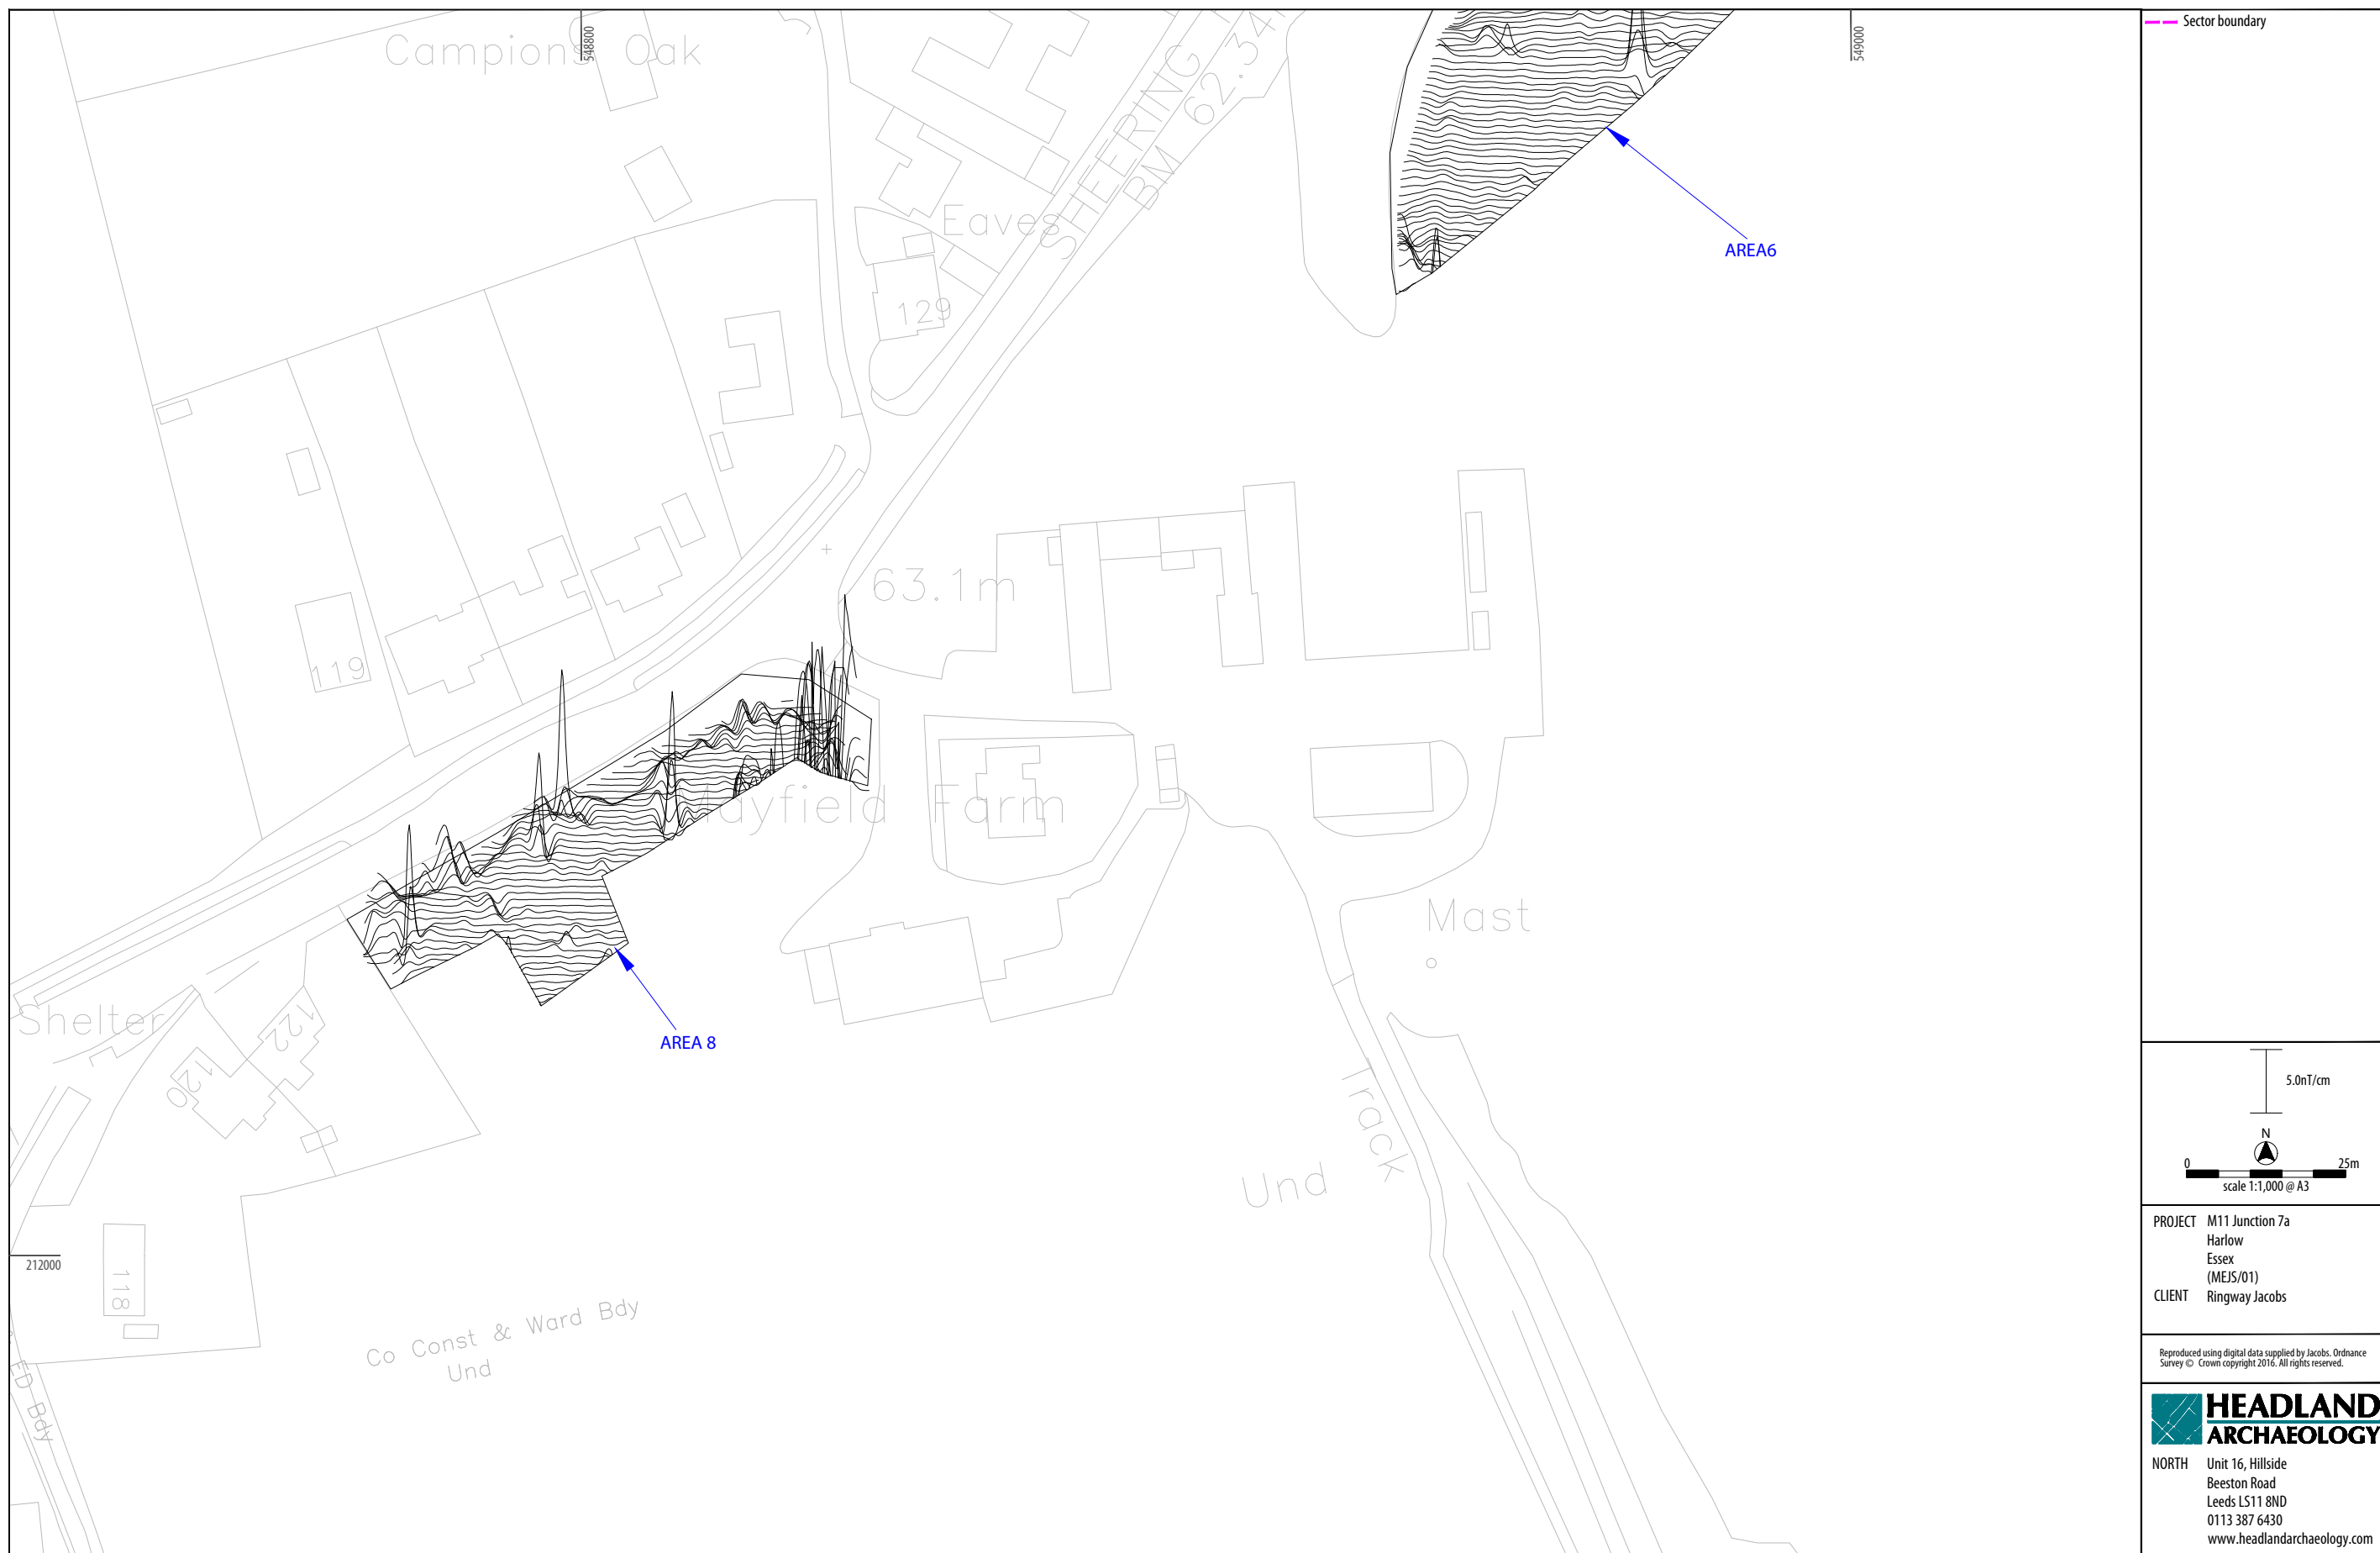 Campions Oak
548800
549000
Sector boundary
SHEERING
BM 62.34
Eaves
AREA6
129
63.1m
119
Mayfield Farm
Mast
Shelter
122
120
AREA 8
Track
Und
212000
118
Co Const & Ward Bdy
Und
ED Bdy
5.0nT/cm
N
0 25m
scale 1:1,000 @ A3
PROJECT M11 Junction 7a
Harlow
Essex
(MEJS/01)
CLIENT Ringway Jacobs
Reproduced using digital data supplied by Jacobs. Ordnance
Survey © Crown copyright 2016. All rights reserved.
HEADLAND
ARCHAEOLOGY
NORTH Unit 16, Hillside
Beeston Road
Leeds LS11 8ND
0113 387 6430
www.headlandarchaeology.com